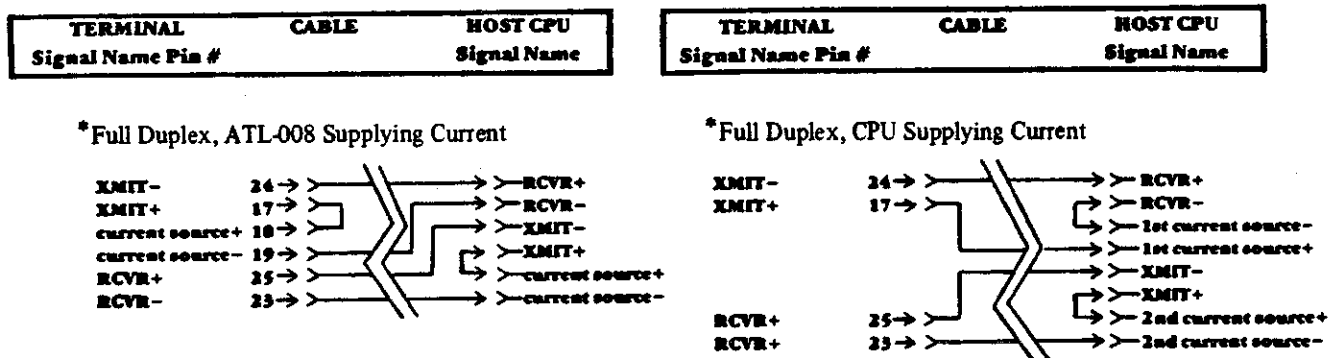 TERMINAL CABLE HOST CPU
Signal Name Pin # Signal Name
*Full Duplex, ATL-008 Supplying Current
XMIT- 24 RCVR+
XMIT+ 17 RCVR-
current source+ 18 XMIT-
current source- 19 XMIT+
RCVR+ 25 current source+
RCVR- 23 current source-
TERMINAL CABLE HOST CPU
Signal Name Pin # Signal Name
*Full Duplex, CPU Supplying Current
XMIT- 24 RCVR+
XMIT+ 17 RCVR-
1st current source-
1st current source+
XMIT-
XMIT+
RCVR+ 25 2nd current source+
RCVR+ 23 2nd current source-